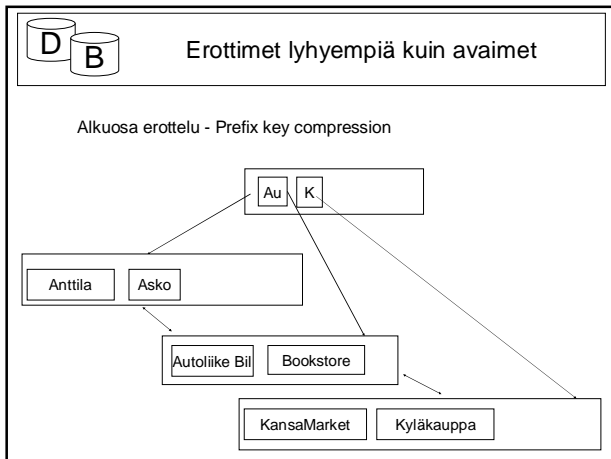 D
B
Erottimet lyhyempiä kuin avaimet
Alkuosa erottelu - Prefix key compression
Au K
Anttila Asko
Autoliike Bil Bookstore
KansaMarket Kyläkauppa